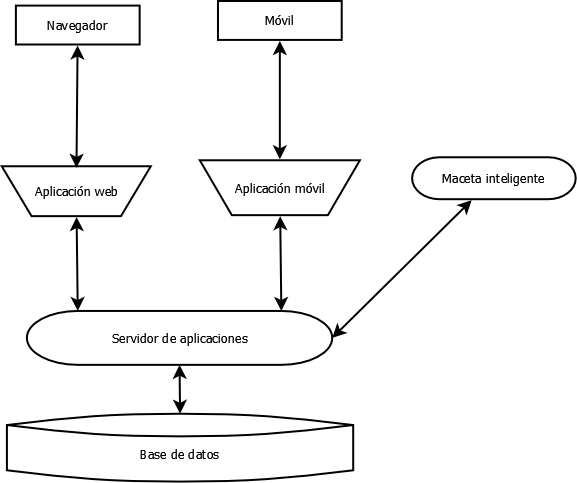 Navegador
Móvil
Aplicación web
Aplicación móvil
Maceta inteligente
Servidor de aplicaciones
Base de datos